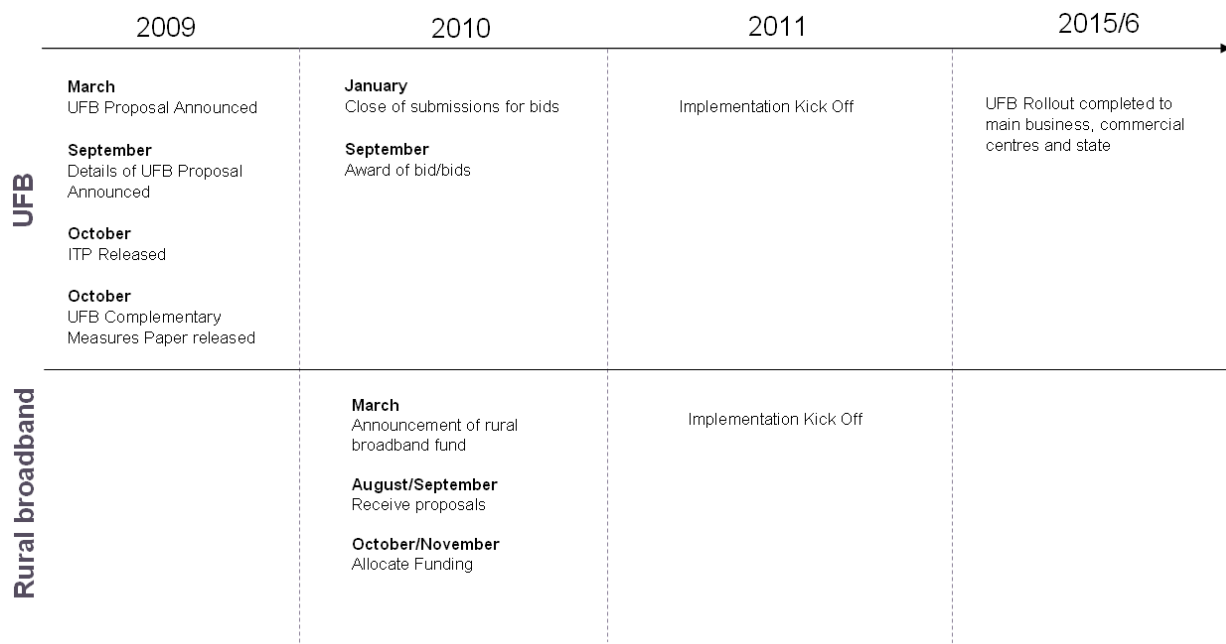 2009
2010
2011
2015/6
UFB
March
UFB Proposal Announced
September
Details of UFB Proposal
Announced
October
ITP Released
October
UFB Complementary
Measures Paper released
January
Close of submissions for bids
September
Award of bid/bids
Implementation Kick Off
UFB Rollout completed to
main business, commercial
centres and state
Rural broadband
March
Announcement of rural
broadband fund
August/September
Receive proposals
October/November
Allocate Funding
Implementation Kick Off